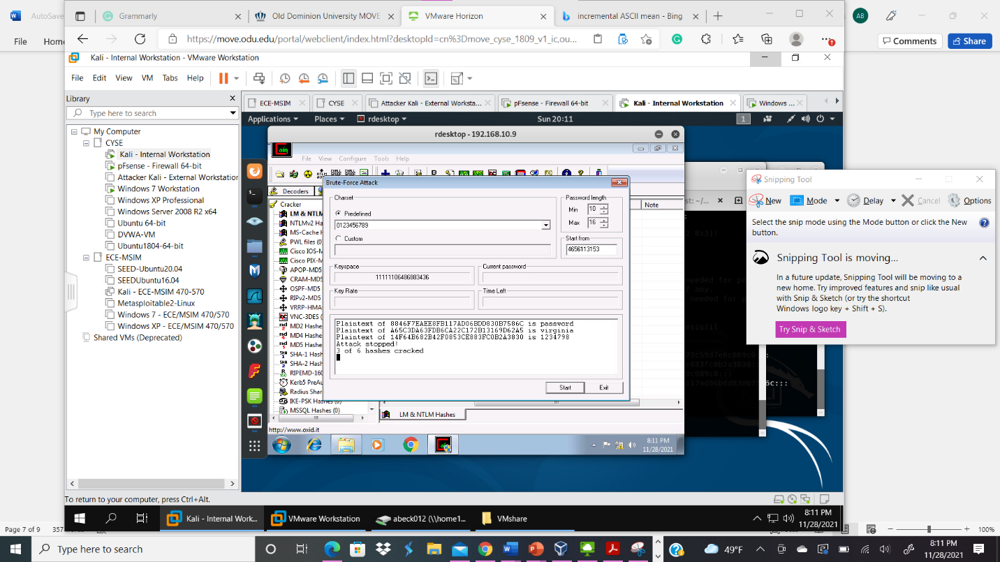 AutoSave
Grammarly
Old Dominion University MOVE
VMware Horizon
incremental ASCII mean - Bing
AB
File
Home
https://move.odu.edu/portal/webclient/index.html?desktopId=cn%3Dmove_cyse_1809_v1_ic,ou...
Comments
Share
Kali - Internal Workstation - VMware Workstation
File Edit View VM Tabs Help
Library
Type here to search
My Computer
CYSE
Kali - Internal Workstation
pFsense - Firewall 64-bit
Attacker Kali - External Workstation
Windows 7 Workstation
Windows XP Professional
Windows Server 2008 R2 x64
Ubuntu 64-bit
DVWA-VM
Ubuntu1804-64-bit
ECE-MSIM
SEED-Ubuntu20.04
SEEDUbuntu16.04
Kali - ECE-MSIM 470-570
Metasploitable2-Linux
Windows 7 - ECE/MSIM 470/570
Windows XP - ECE/MSIM 470/570
Shared VMs (Deprecated)
ECE-MSIM
CYSE
Attacker Kali - External Worksta...
pFsense - Firewall 64-bit
Kali - Internal Workstation
Windows ...
Applications Places rdesktop
Sun 20:11
1
rdesktop - 192.168.10.9
File View Configure Tools Help
Decoders
Cracker
LM & NTLM
NTLMv2 Ha
MS-Cache H
PWL files (0)
Cisco IOS-M
Cisco PIX-M
APOP-MD5
CRAM-MD5
OSPF-MD5
RIPv2-MD5
VRRP-HMA
VNC-3DES
MD2 Hashe
MD4 Hashe
MD5 Hashe
SHA-1 Hash
SHA-2 Hash
RIPEMD-160
Kerb5 PreAu
Radius Shar
IKE-PSK Hashes (0)
MSSQL Hashes (0)
Brute-Force Attack
Charset
Predefined
0123456789
Custom
Password length
Min 10
Max 16
Start from
4656113153
Keyspace
11111106486883436
Current password
Key Rate
Time Left
Plaintext of 8846F7EAEE8FB117AD06BDD830B7586C is password
Plaintext of A65C3DA63FDB6CA22C172B13169D62A5 is virginia
Plaintext of 14F64B682B42F0853CE883FC0B2A3830 is 1234798
Attack stopped!
3 of 6 hashes cracked
Start
Exit
Note
LM & NTLM Hashes
http://www.oxid.it
8:11 PM
11/28/2021
Snipping Tool
New Mode Delay Cancel Options
Select the snip mode using the Mode button or click the New
button.
Snipping Tool is moving...
In a future update, Snipping Tool will be moving to a
new home. Try improved features and snip like usual
with Snip & Sketch (or try the shortcut
Windows logo key + Shift + S).
Try Snip & Sketch
To return to your computer, press Ctrl+Alt.
Kali - Internal Work...
VMware Workstation
abeck012 (\\home1...
VMshare
8:11 PM
11/28/2021
Page 7 of 9
100%
Type here to search
49°F
8:11 PM
11/28/2021